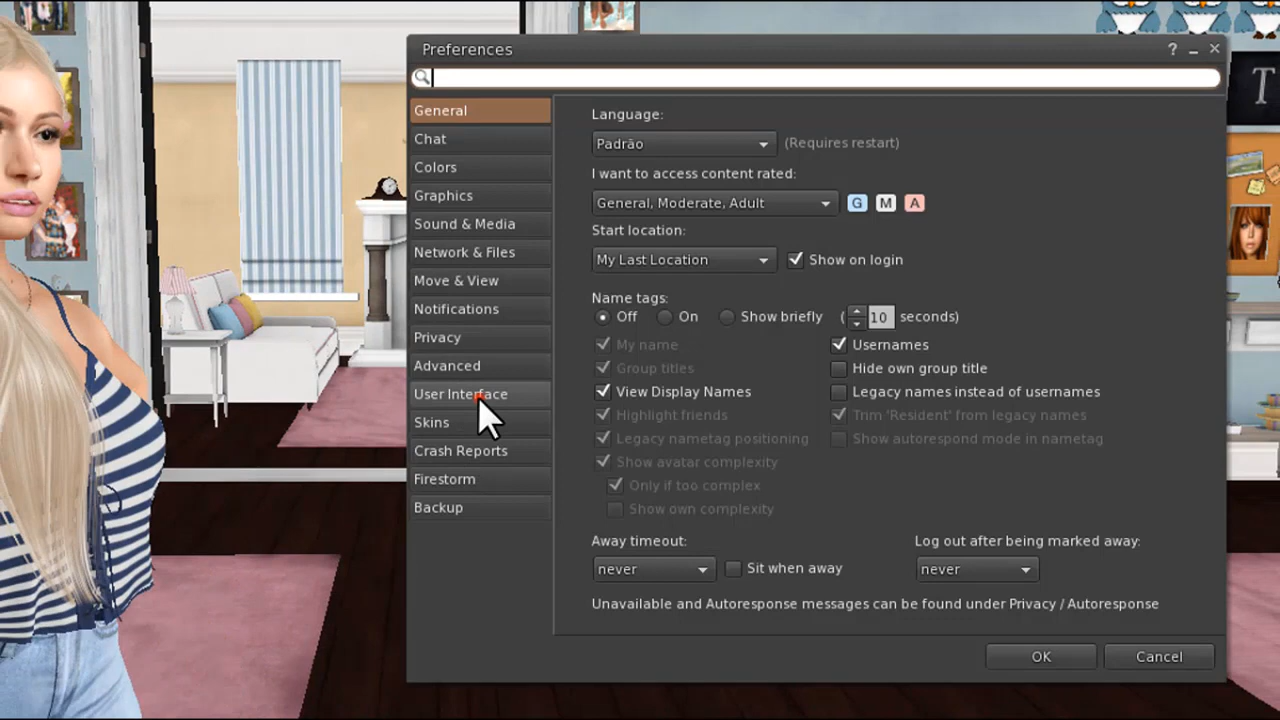 Preferences
?
General
Chat
Colors
Graphics
Sound & Media
Network & Files
Move & View
Notifications
Privacy
Advanced
User Interface
Skins
Crash Reports
Firestorm
Backup
Language:
Padrão (Requires restart)
I want to access content rated:
General, Moderate, Adult G M A
Start location:
My Last Location Show on login
Name tags:
Off On Show briefly ( 10 seconds)
My name Usernames
Group titles Hide own group title
View Display Names Legacy names instead of usernames
Highlight friends Trim 'Resident' from legacy names
Legacy nametag positioning Show autorespond mode in nametag
Show avatar complexity
Only if too complex
Show own complexity
Away timeout: Log out after being marked away:
never Sit when away never
Unavailable and Autoresponse messages can be found under Privacy / Autoresponse
OK Cancel
T